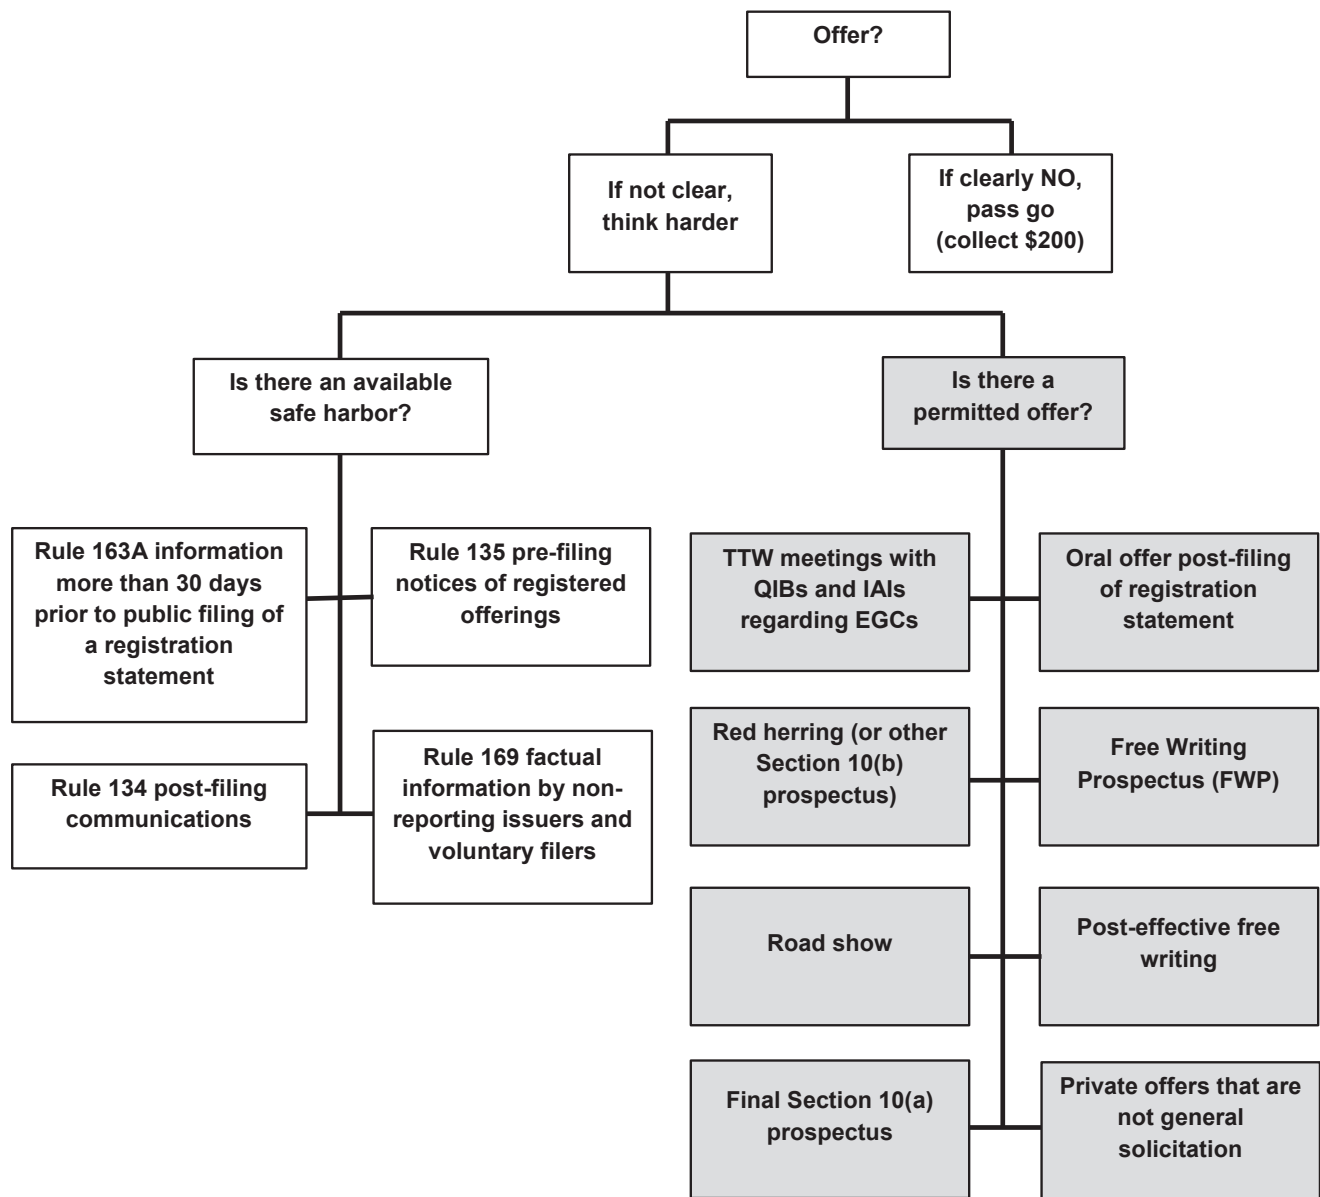 Offer?
If not clear,
think harder
If clearly NO,
pass go
(collect $200)
Is there an available
safe harbor?
Is there a
permitted offer?
Rule 163A information
more than 30 days
prior to public filing of
a registration
statement
Rule 135 pre-filing
notices of registered
offerings
TTW meetings with
QIBs and IAIs
regarding EGCs
Oral offer post-filing
of registration
statement
Rule 134 post-filing
communications
Rule 169 factual
information by non-
reporting issuers and
voluntary filers
Red herring (or other
Section 10(b)
prospectus)
Free Writing
Prospectus (FWP)
Road show
Post-effective free
writing
Final Section 10(a)
prospectus
Private offers that are
not general
solicitation